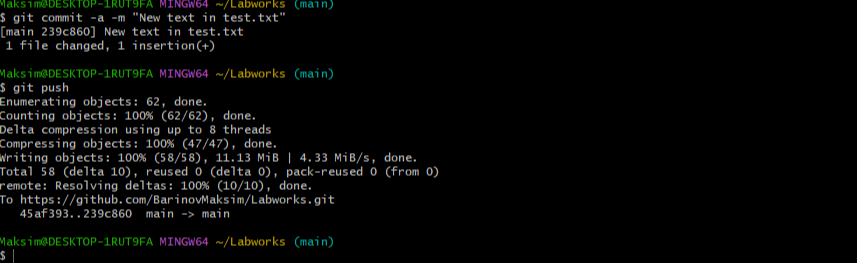 Maksim@DESKTOP-1RUT9FA MINGW64 ~/Labworks (main)
$ git commit -a -m "New text in test.txt"
[main 239c860] New text in test.txt
 1 file changed, 1 insertion(+)

Maksim@DESKTOP-1RUT9FA MINGW64 ~/Labworks (main)
$ git push
Enumerating objects: 62, done.
Counting objects: 100% (62/62), done.
Delta compression using up to 8 threads
Compressing objects: 100% (47/47), done.
Writing objects: 100% (58/58), 11.13 MiB | 4.33 MiB/s, done.
Total 58 (delta 10), reused 0 (delta 0), pack-reused 0 (from 0)
remote: Resolving deltas: 100% (10/10), done.
To https://github.com/BarinovMaksim/Labworks.git
   45af393..239c860  main -> main

Maksim@DESKTOP-1RUT9FA MINGW64 ~/Labworks (main)
$